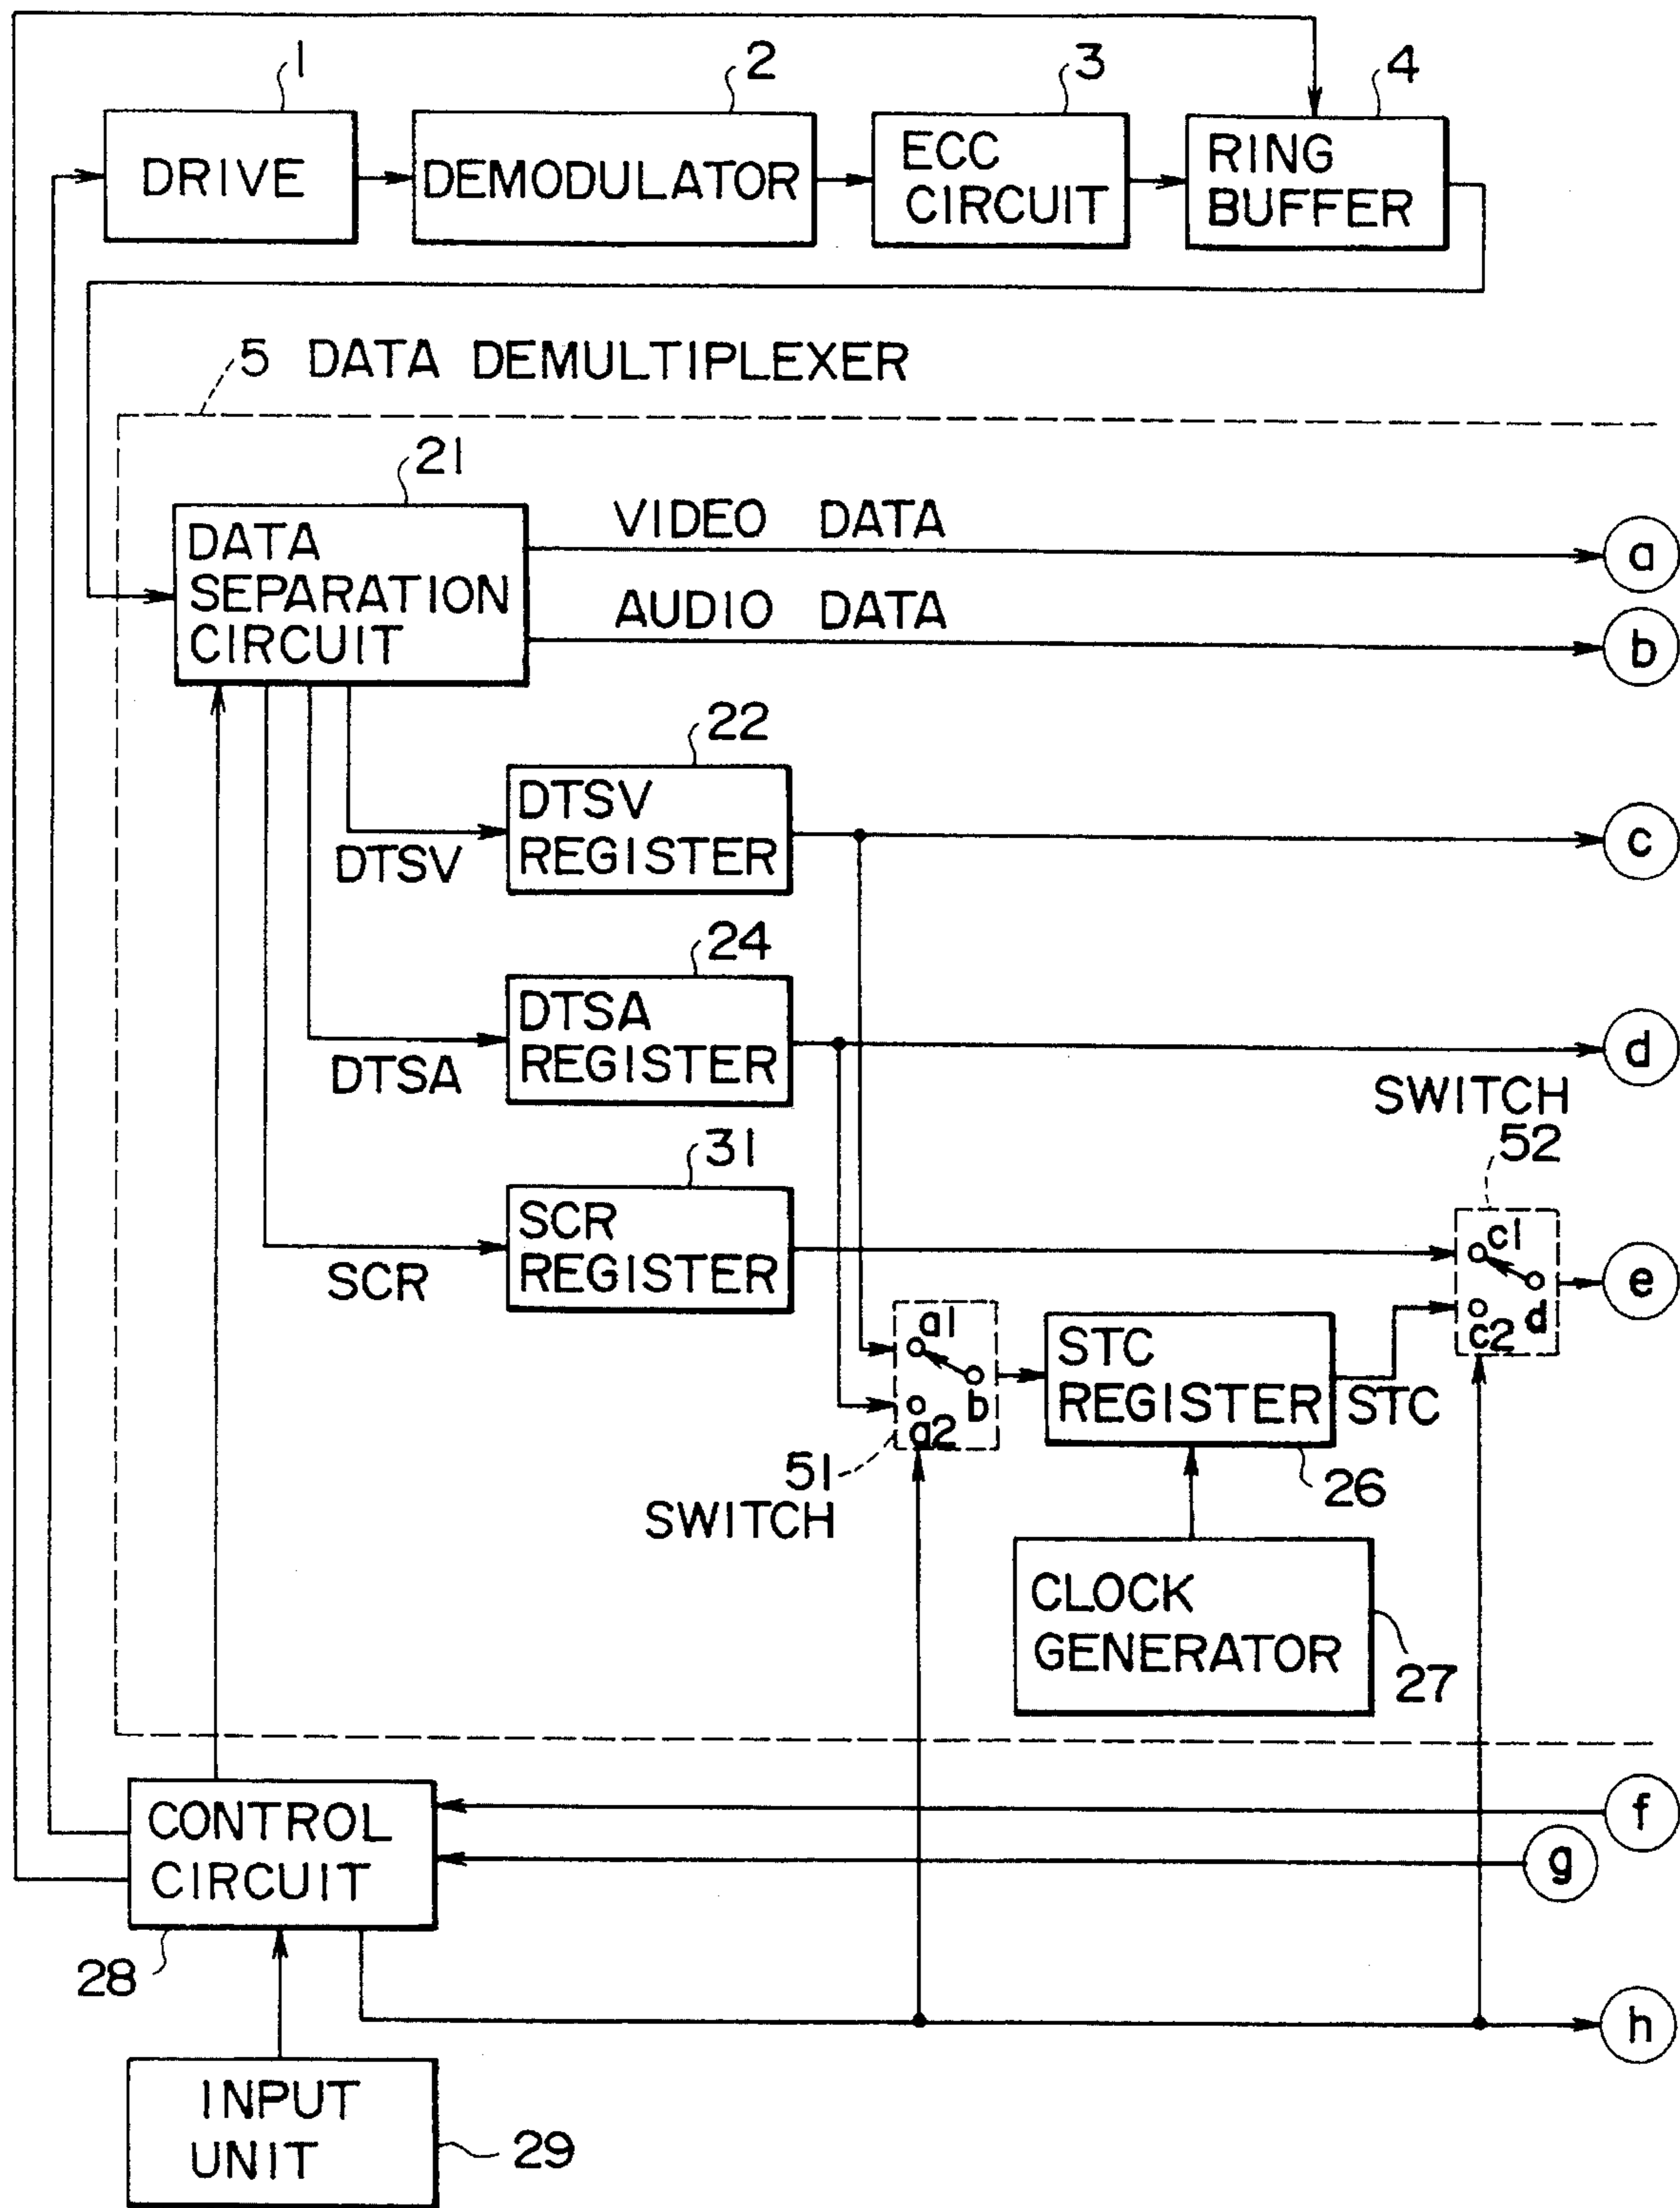 1
2
3
4
DRIVE
DEMODULATOR
ECC
CIRCUIT
RING
BUFFER
5 DATA DEMULTIPLEXER
21
DATA
SEPARATION
CIRCUIT
VIDEO DATA
a
AUDIO DATA
b
22
DTSV
REGISTER
DTSV
c
24
DTSA
REGISTER
DTSA
d
SWITCH
52
31
SCR
REGISTER
SCR
c1
d
c2
e
a1
b
a2
51
SWITCH
STC
REGISTER
STC
26
CLOCK
GENERATOR
27
CONTROL
CIRCUIT
28
f
g
h
INPUT
UNIT
29